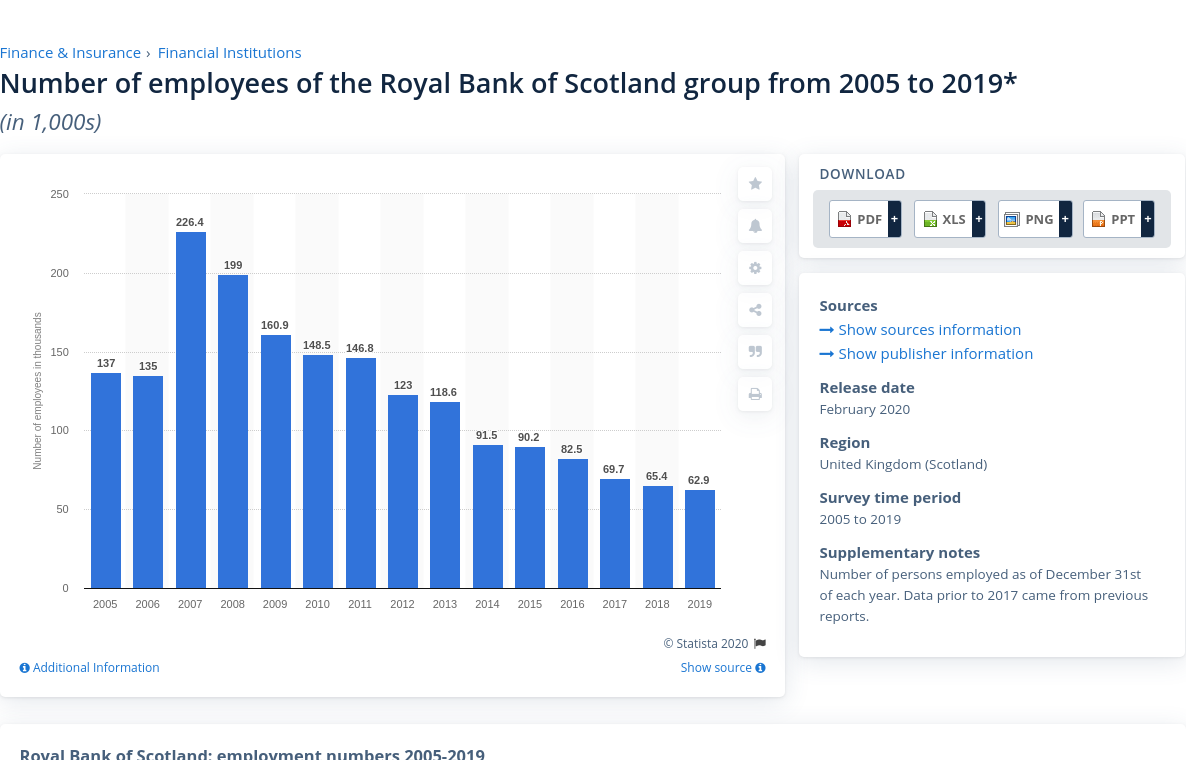 Finance & Insurance › Financial Institutions
Number of employees of the Royal Bank of Scotland group from 2005 to 2019*
(in 1,000s)
Number of employees in thousands
250
200
150
100
50
0
137
135
226.4
199
160.9
148.5
146.8
123
118.6
91.5
90.2
82.5
69.7
65.4
62.9
2005 2006 2007 2008 2009 2010 2011 2012 2013 2014 2015 2016 2017 2018 2019
© Statista 2020
Additional Information
Show source
DOWNLOAD
PDF + XLS + PNG + PPT +
Sources
Show sources information
Show publisher information
Release date
February 2020
Region
United Kingdom (Scotland)
Survey time period
2005 to 2019
Supplementary notes
Number of persons employed as of December 31st
of each year. Data prior to 2017 came from previous
reports.
Royal Bank of Scotland: employment numbers 2005-2019